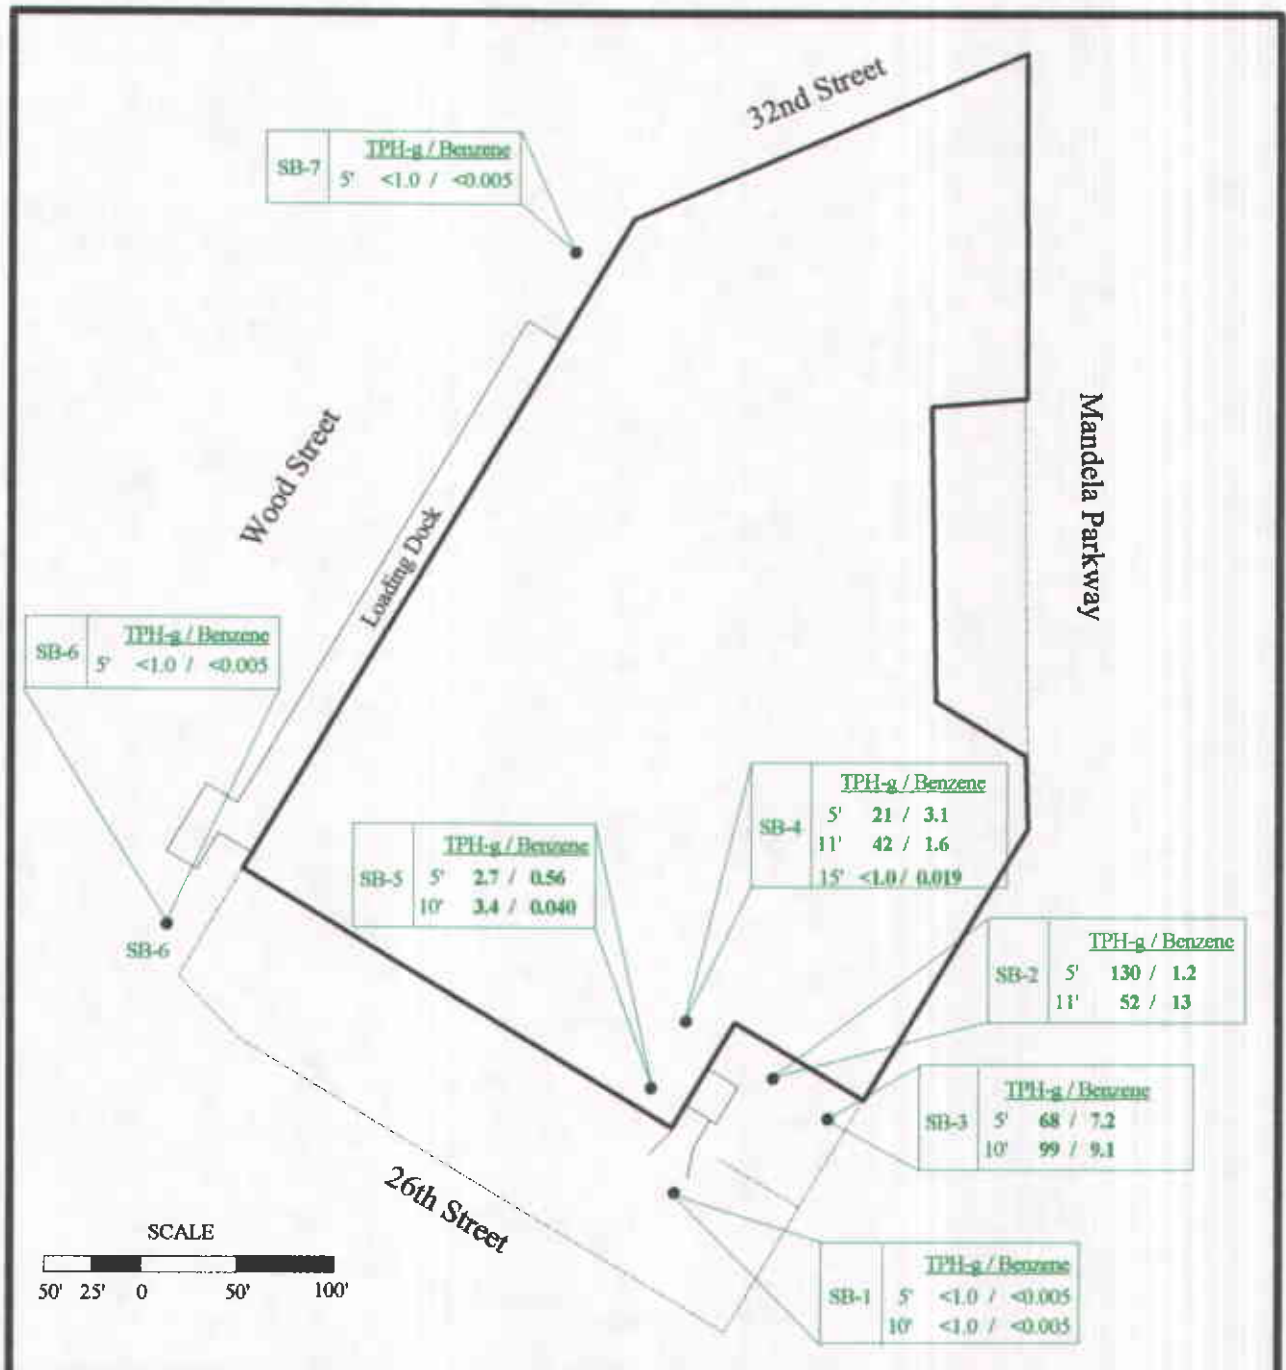 32nd Street
TPH-g / Benzene
SB-7
5' <1.0 / <0.005
Wood Street
Mandela Parkway
Loading Dock
TPH-g / Benzene
SB-6
5' <1.0 / <0.005
SB-6
TPH-g / Benzene
SB-4
5' 21 / 3.1
11' 42 / 1.6
15' <1.0 / 0.019
TPH-g / Benzene
SB-5
5' 2.7 / 0.56
10' 3.4 / 0.040
TPH-g / Benzene
SB-2
5' 130 / 1.2
11' 52 / 13
TPH-g / Benzene
SB-3
5' 68 / 7.2
10' 99 / 9.1
26th Street
TPH-g / Benzene
SB-1
5' <1.0 / <0.005
10' <1.0 / <0.005
SCALE
50' 25' 0 50' 100'